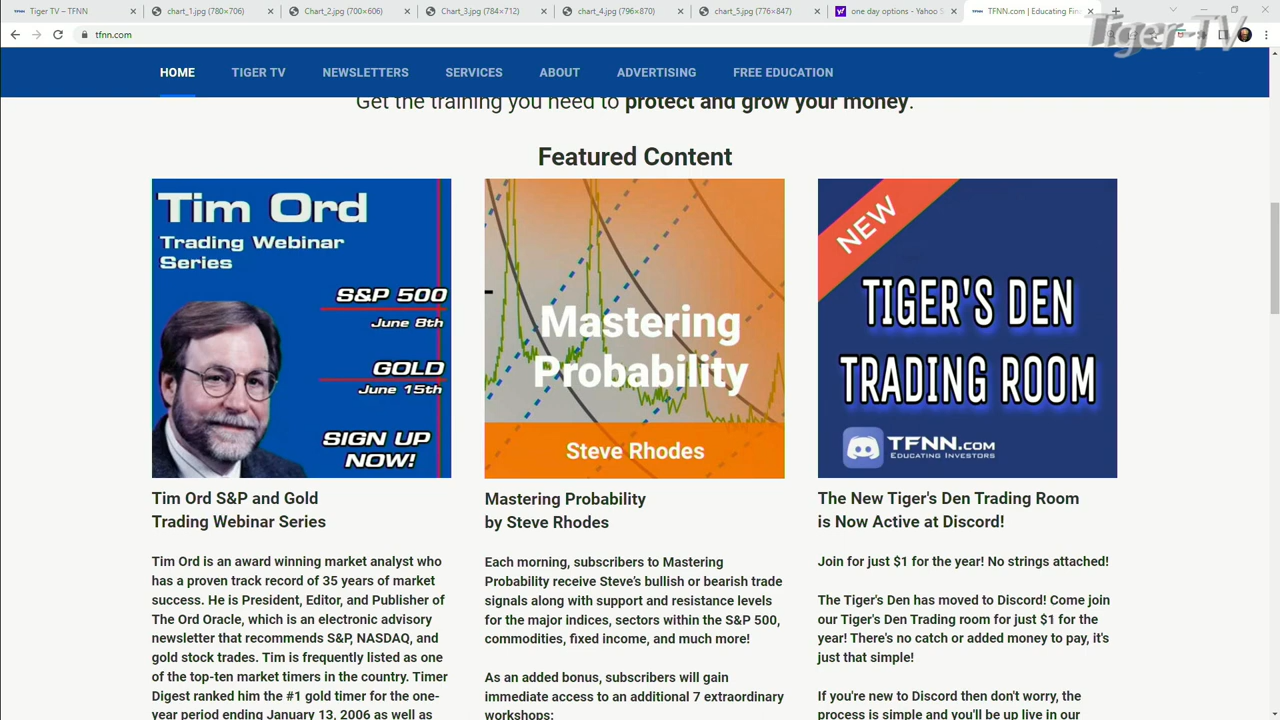 Tiger TV – TFNN
chart_1.jpg (780×706)
Chart_2.jpg (700×606)
Chart_3.jpg (784×712)
chart_4.jpg (796×870)
chart_5.jpg (776×847)
one day options - Yahoo S
TFNN.com | Educating Fin
Tiger TV
tfnn.com
HOME
TIGER TV
NEWSLETTERS
SERVICES
ABOUT
ADVERTISING
FREE EDUCATION
Get the training you need to protect and grow your money.
Featured Content
Tim Ord
Trading Webinar
Series
S&P 500
June 8th
GOLD
June 15th
SIGN UP
NOW!
Tim Ord S&P and Gold
Trading Webinar Series
Tim Ord is an award winning market analyst who
has a proven track record of 35 years of market
success. He is President, Editor, and Publisher of
The Ord Oracle, which is an electronic advisory
newsletter that recommends S&P, NASDAQ, and
gold stock trades. Tim is frequently listed as one
of the top-ten market timers in the country. Timer
Digest ranked him the #1 gold timer for the one-
year period ending January 13, 2006 as well as
Mastering
Probability
Steve Rhodes
Mastering Probability
by Steve Rhodes
Each morning, subscribers to Mastering
Probability receive Steve's bullish or bearish trade
signals along with support and resistance levels
for the major indices, sectors within the S&P 500,
commodities, fixed income, and much more!
As an added bonus, subscribers will gain
immediate access to an additional 7 extraordinary
workshops:
NEW
TIGER'S DEN
TRADING ROOM
TFNN.com
EDUCATING INVESTORS
The New Tiger's Den Trading Room
is Now Active at Discord!
Join for just $1 for the year! No strings attached!
The Tiger's Den has moved to Discord! Come join
our Tiger's Den Trading room for just $1 for the
year! There's no catch or added money to pay, it's
just that simple!
If you're new to Discord then don't worry, the
process is simple and you'll be up live in our